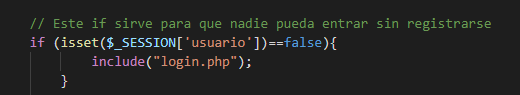 // Este if sirve para que nadie pueda entrar sin registrarse
if (isset($_SESSION['usuario'])==false){
include("login.php");
}